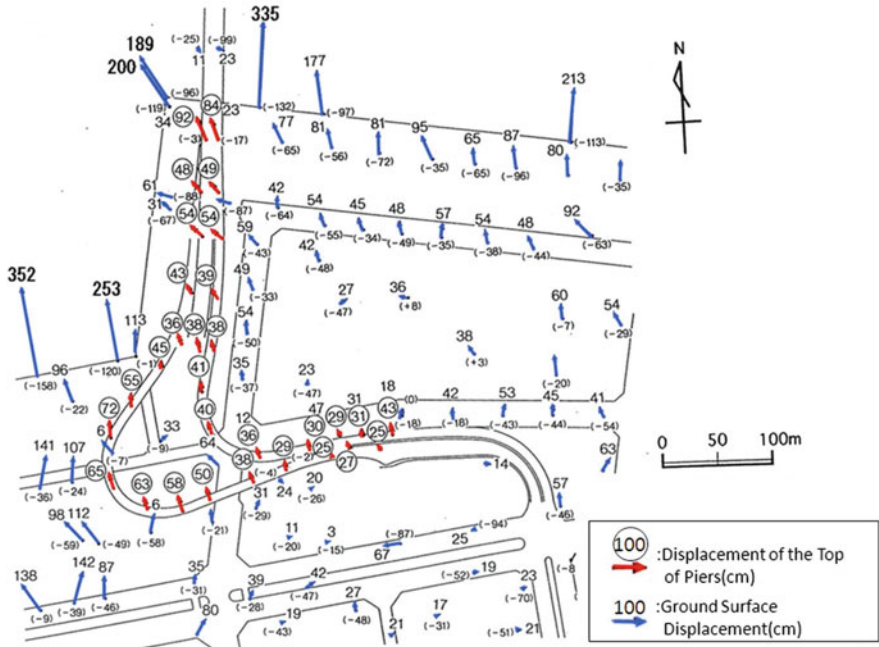 335
189
(-25) (-99)
11 23
177
200
213
(-96)
(-119) 92 84 23 (-132) (-97)
34 77 81 81 95 65 87 80 (-113)
(-3) (-17)
(-65) (-56) (-72) (-35) (-65) (-96) (-35)
48 49
61 (-88) 42
31 (-87) (-64) 54 45 48 57 54 48 92
(-67) 54 54 59 (-55) (-34) (-49) (-35) (-38) (-44) (-63)
(-43) 42
(-48)
43 39 49
352 253 (-33) 27 36 60 54
(-47) (+8) (-7) (-29)
113 36 38 38 54
(-50) 38
45 (-1) (+3)
(-158) 96 (-120) 41 35 23 (-20)
55 (-37) (-47)
(-22)
72 40 12 47 31 18 (0) 42 53 45 41
6 33 36 30 29 31 43 (-18) (-18) (-43) (-44) (-54)
141 107 (-9) 64 29 25 25
(-7) 38 (-4) (-2) 27 63
65 14 57
(-36) (-24) 63 58 50 31 24 20
(-26) (-46)
98 112 6 (-29)
(-21) 11 3 (-87) (-94)
(-59) (-49) (-58) (-20) (-15) 67 25
142 87 35 39 42 (-52) 19 23 (-8
138 (-31) (-47) (-70)
(-9) (-39) (-46) (-28) 27 17
80 19 (-48) (-31)
(-43) 21 (-51) 21
N
0 50 100m
100 :Displacement of the Top
of Piers(cm)
100 :Ground Surface
Displacement(cm)